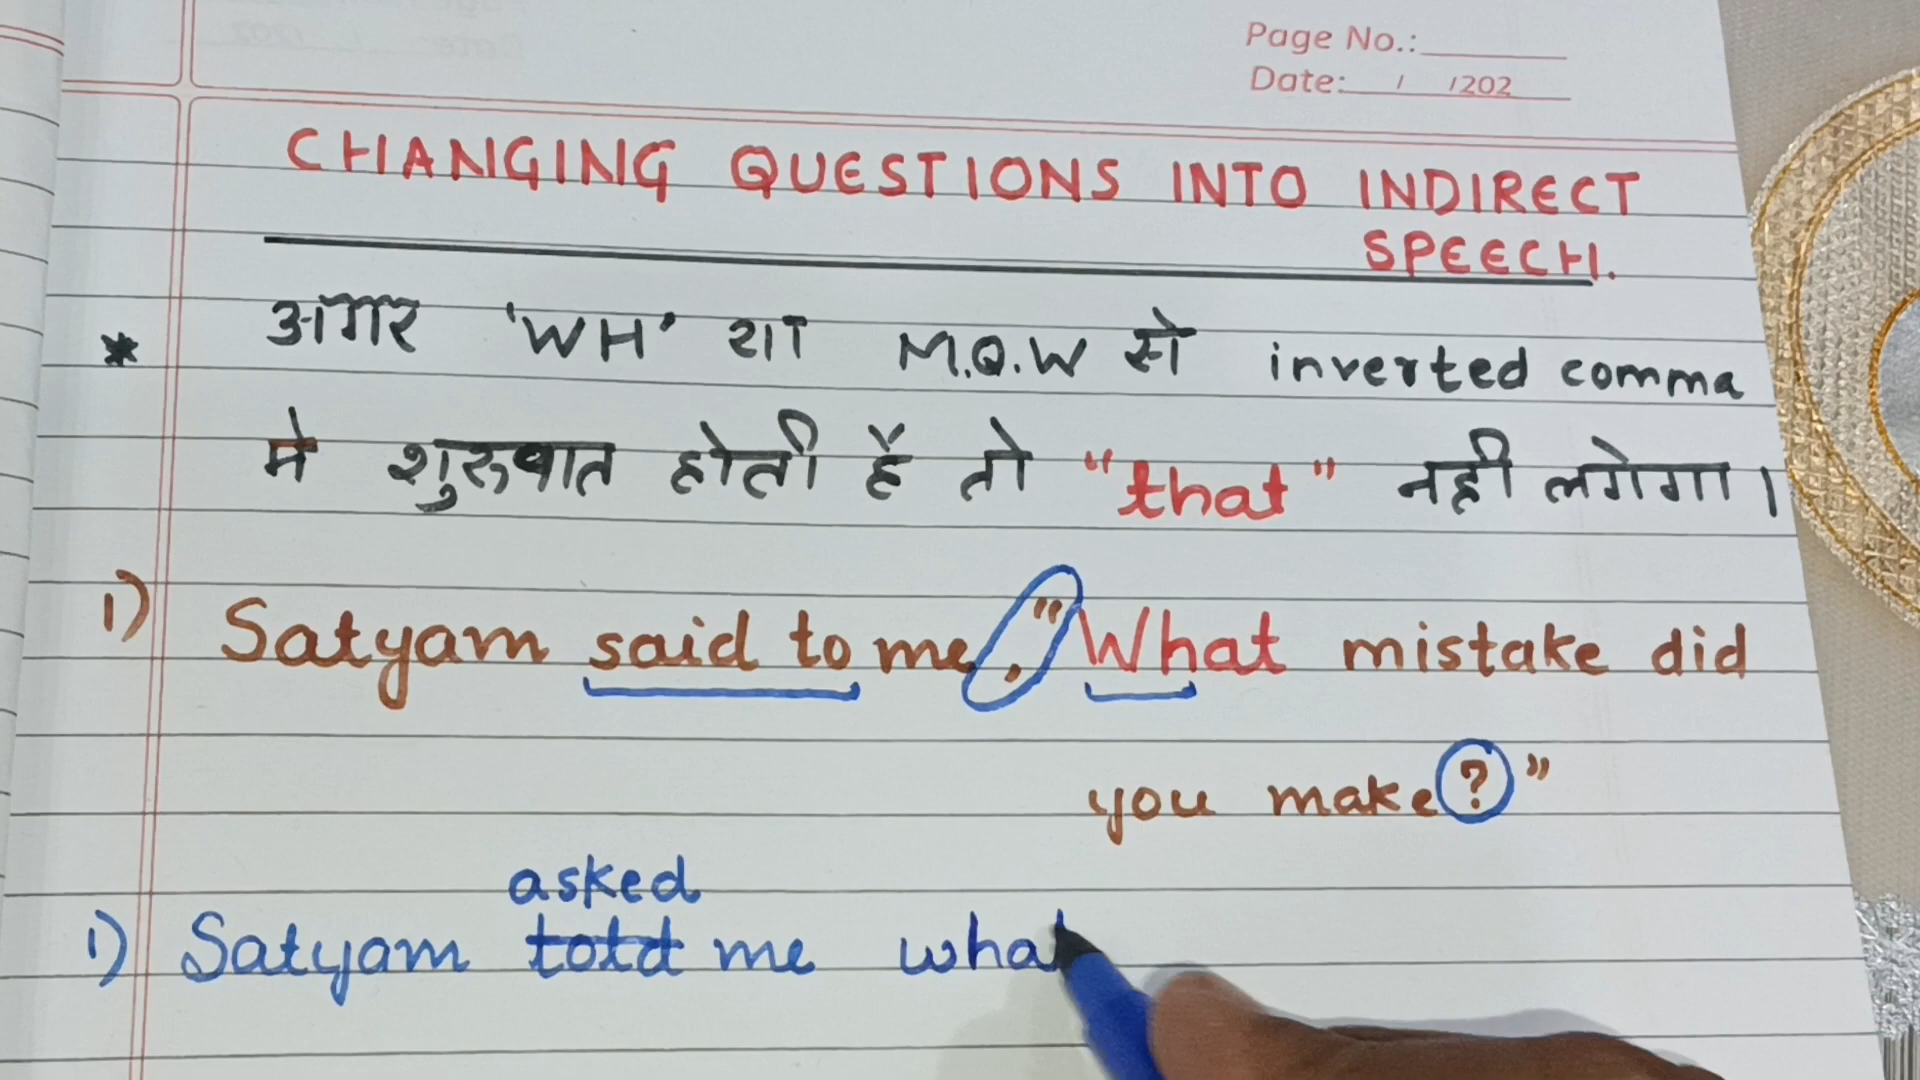 Page No.:
Date: / /202
CHANGING QUESTIONS INTO INDIRECT
SPEECH.
* अगर 'WH' या M.Q.W से inverted comma
मे शुरुवात होती हैं तो "that" नही लगेगा।
1) Satyam said to me, "What mistake did
you make?"
asked
1) Satyam told me what